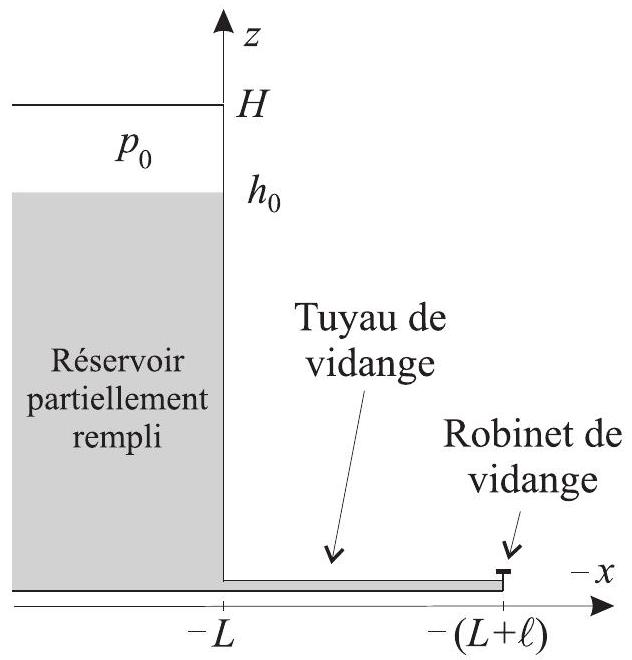 z
H
p₀
h₀
Tuyau de
vidange
Réservoir
partiellement
rempli
Robinet de
vidange
−x
−L
−(L+ℓ)